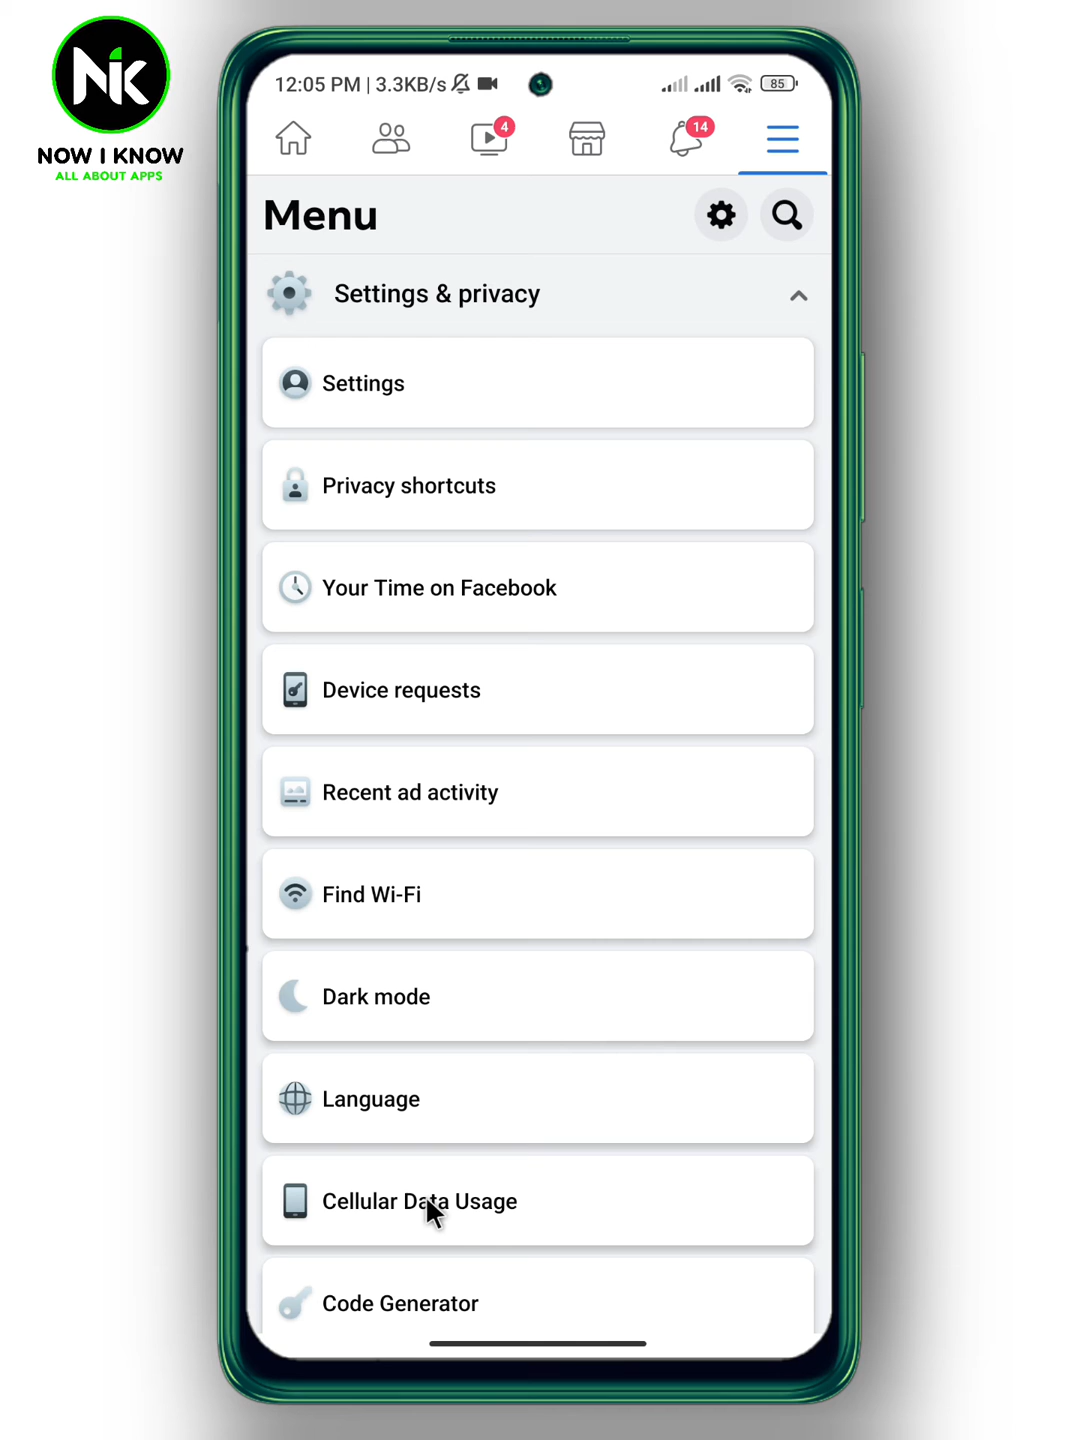 NiK
NOW I KNOW
ALL ABOUT APPS
12:05 PM | 3.3KB/s 85
4
14
Menu
Settings & privacy
Settings
Privacy shortcuts
Your Time on Facebook
Device requests
Recent ad activity
Find Wi-Fi
Dark mode
Language
Cellular Data Usage
Code Generator